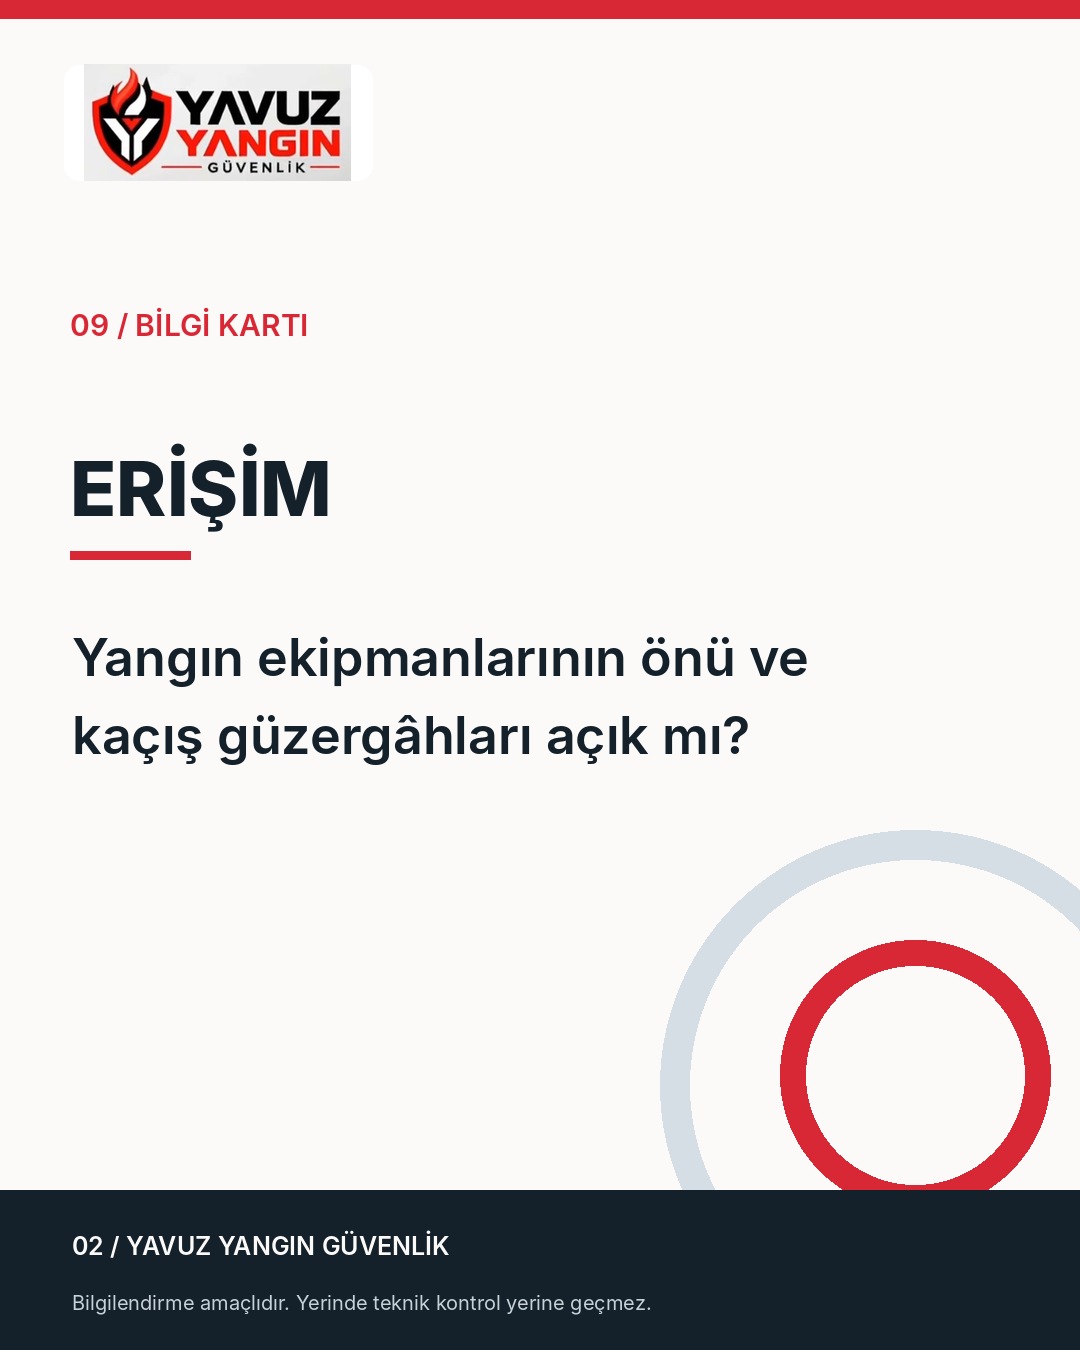 YAVUZ
YANGIN
GÜVENLİK
09 / BİLGİ KARTI
ERİŞİM
Yangın ekipmanlarının önü ve
kaçış güzergâhları açık mı?
02 / YAVUZ YANGIN GÜVENLİK
Bilgilendirme amaçlıdır. Yerinde teknik kontrol yerine geçmez.